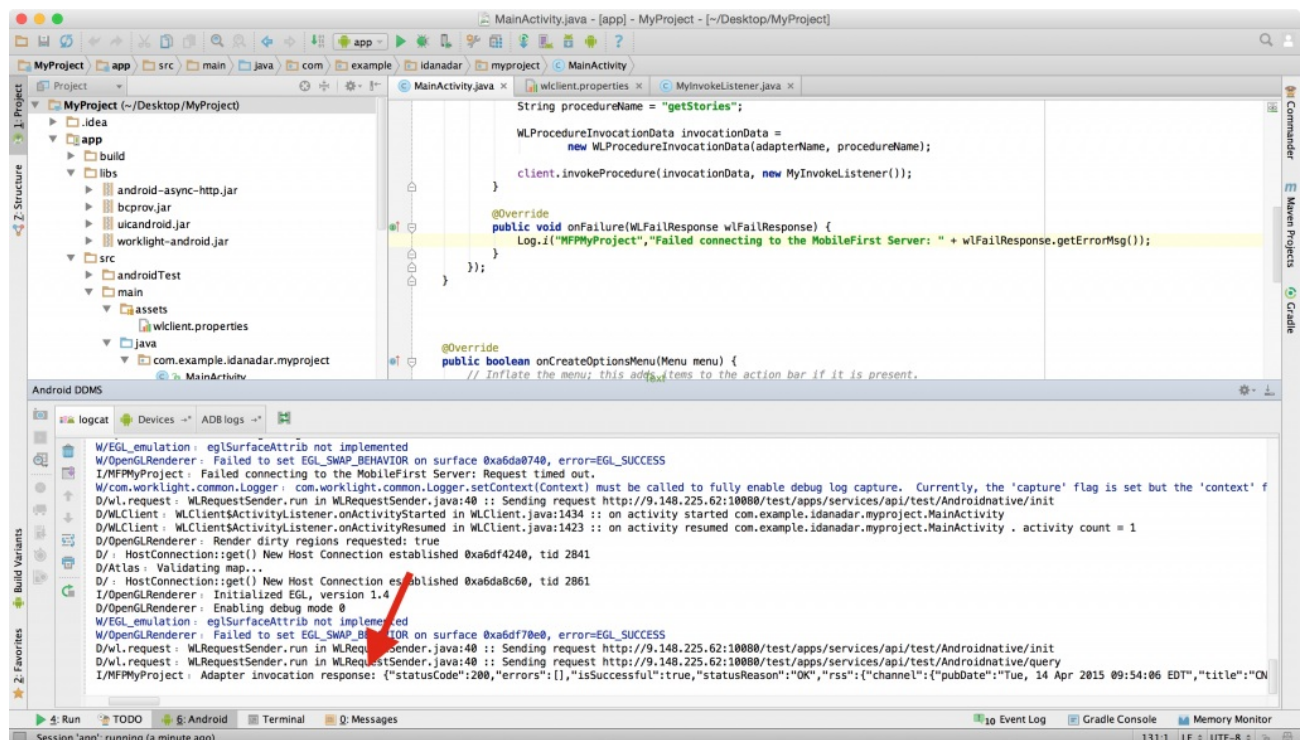 MainActivity.java - [app] - MyProject - [~/Desktop/MyProject]
app
MyProject app src main java com example idanadar myproject MainActivity
1: Project
Z: Structure
Build Variants
2: Favorites
Project
MyProject (~/Desktop/MyProject)
.idea
app
build
libs
android-async-http.jar
bcprov.jar
uicandroid.jar
worklight-android.jar
src
androidTest
main
assets
wlclient.properties
java
com.example.idanadar.myproject
MainActivity
MainActivity.java × wlclient.properties × MyInvokeListener.java ×
String procedureName = "getStories";
WLProcedureInvocationData invocationData =
new WLProcedureInvocationData(adapterName, procedureName);
client.invokeProcedure(invocationData, new MyInvokeListener());
}
@Override
public void onFailure(WLFailResponse wlFailResponse) {
Log.i("MFPMyProject","Failed connecting to the MobileFirst Server: " + wlFailResponse.getErrorMsg());
}
});
}
@Override
public boolean onCreateOptionsMenu(Menu menu) {
// Inflate the menu; this adds items to the action bar if it is present.
Text
Commander
Maven Projects
Gradle
Android DDMS
logcat Devices →* ADB logs →*
W/EGL_emulation﹕ eglSurfaceAttrib not implemented
W/OpenGLRenderer﹕ Failed to set EGL_SWAP_BEHAVIOR on surface 0xa6da0740, error=EGL_SUCCESS
I/MFPMyProject﹕ Failed connecting to the MobileFirst Server: Request timed out.
W/com.worklight.common.Logger﹕ com.worklight.common.Logger.setContext(Context) must be called to fully enable debug log capture.  Currently, the 'capture' flag is set but the 'context' f
D/wl.request﹕ WLRequestSender.run in WLRequestSender.java:40 :: Sending request http://9.148.225.62:10080/test/apps/services/api/test/Androidnative/init
D/WLClient﹕ WLClient$ActivityListener.onActivityStarted in WLClient.java:1434 :: on activity started com.example.idanadar.myproject.MainActivity
D/WLClient﹕ WLClient$ActivityListener.onActivityResumed in WLClient.java:1423 :: on activity resumed com.example.idanadar.myproject.MainActivity . activity count = 1
D/OpenGLRenderer﹕ Render dirty regions requested: true
D/﹕ HostConnection::get() New Host Connection established 0xa6df4240, tid 2841
D/Atlas﹕ Validating map...
D/﹕ HostConnection::get() New Host Connection established 0xa6da8c60, tid 2861
I/OpenGLRenderer﹕ Initialized EGL, version 1.4
D/OpenGLRenderer﹕ Enabling debug mode 0
W/EGL_emulation﹕ eglSurfaceAttrib not implemented
W/OpenGLRenderer﹕ Failed to set EGL_SWAP_BEHAVIOR on surface 0xa6df70e0, error=EGL_SUCCESS
D/wl.request﹕ WLRequestSender.run in WLRequestSender.java:40 :: Sending request http://9.148.225.62:10080/test/apps/services/api/test/Androidnative/init
D/wl.request﹕ WLRequestSender.run in WLRequestSender.java:40 :: Sending request http://9.148.225.62:10080/test/apps/services/api/test/Androidnative/query
I/MFPMyProject﹕ Adapter invocation response: {"statusCode":200,"errors":[],"isSuccessful":true,"statusReason":"OK","rss":{"channel":{"pubDate":"Tue, 14 Apr 2015 09:54:06 EDT","title":"CN
4: Run TODO 6: Android Terminal 0: Messages 10 Event Log Gradle Console Memory Monitor
Session 'app': running (a minute ago) 131:1 LF UTF-8